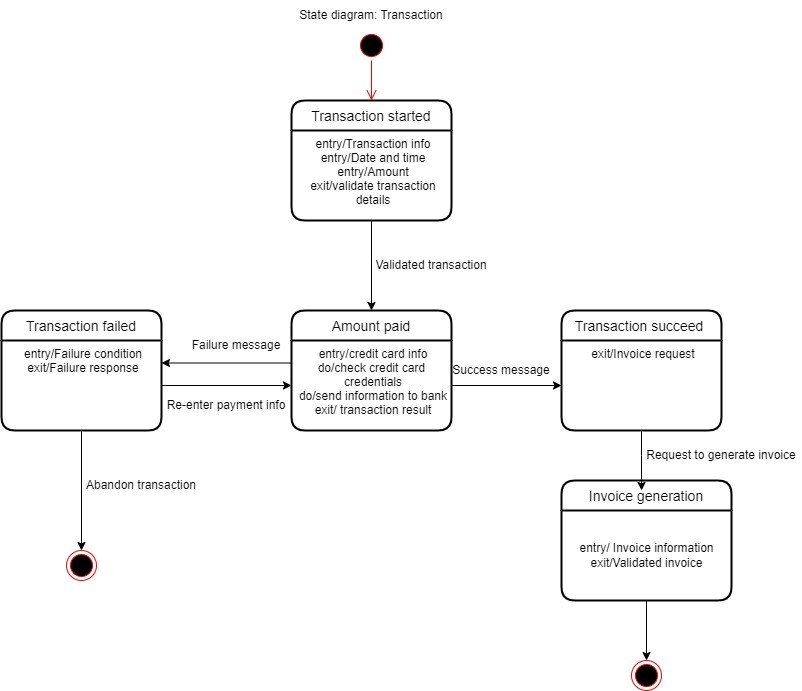 State diagram: Transaction
Transaction started
entry/Transaction info
entry/Date and time
entry/Amount
exit/validate transaction
details
Validated transaction
Transaction failed
entry/Failure condition
exit/Failure response
Failure message
Re-enter payment info
Amount paid
entry/credit card info
do/check credit card
credentials
do/send information to bank
exit/ transaction result
Success message
Transaction succeed
exit/Invoice request
Request to generate invoice
Abandon transaction
Invoice generation
entry/ Invoice information
exit/Validated invoice